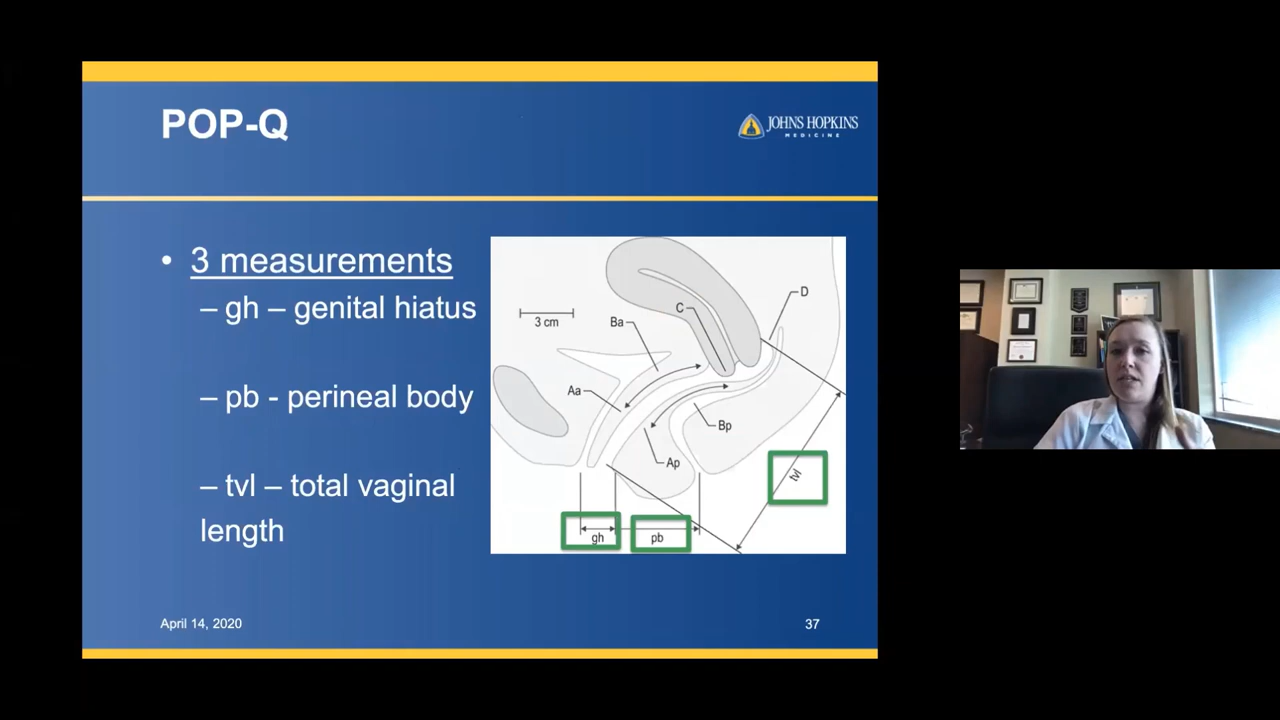 POP-Q
JOHNS HOPKINS
MEDICINE
• 3 measurements
– gh – genital hiatus
– pb - perineal body
– tvl – total vaginal
length
3 cm
Ba
C
D
Aa
Bp
Ap
tvl
gh
pb
April 14, 2020
37